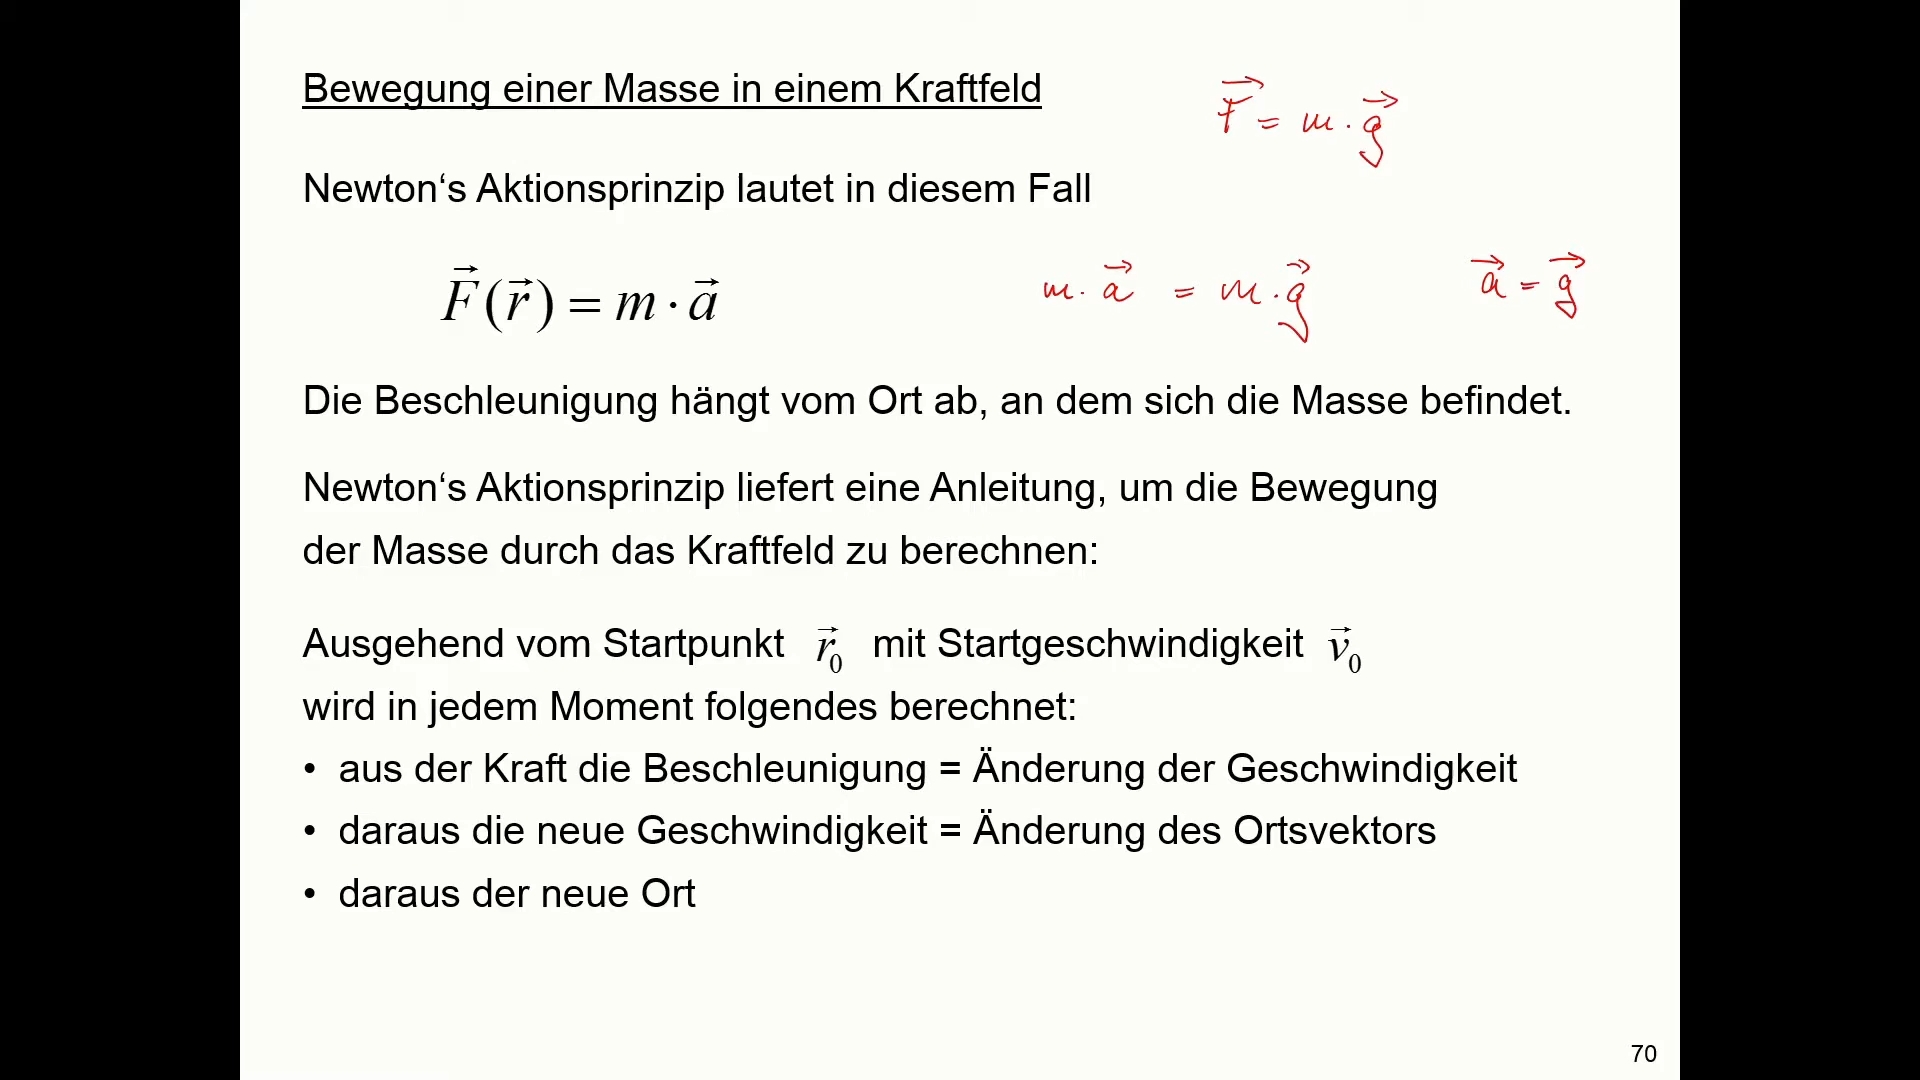 Bewegung einer Masse in einem Kraftfeld
F⃗ = m · g⃗
Newton‘s Aktionsprinzip lautet in diesem Fall
F⃗(r⃗) = m · a⃗
m · a⃗ = m · g⃗
a⃗ = g⃗
Die Beschleunigung hängt vom Ort ab, an dem sich die Masse befindet.
Newton‘s Aktionsprinzip liefert eine Anleitung, um die Bewegung
der Masse durch das Kraftfeld zu berechnen:
Ausgehend vom Startpunkt r⃗₀ mit Startgeschwindigkeit v⃗₀
wird in jedem Moment folgendes berechnet:
• aus der Kraft die Beschleunigung = Änderung der Geschwindigkeit
• daraus die neue Geschwindigkeit = Änderung des Ortsvektors
• daraus der neue Ort
70